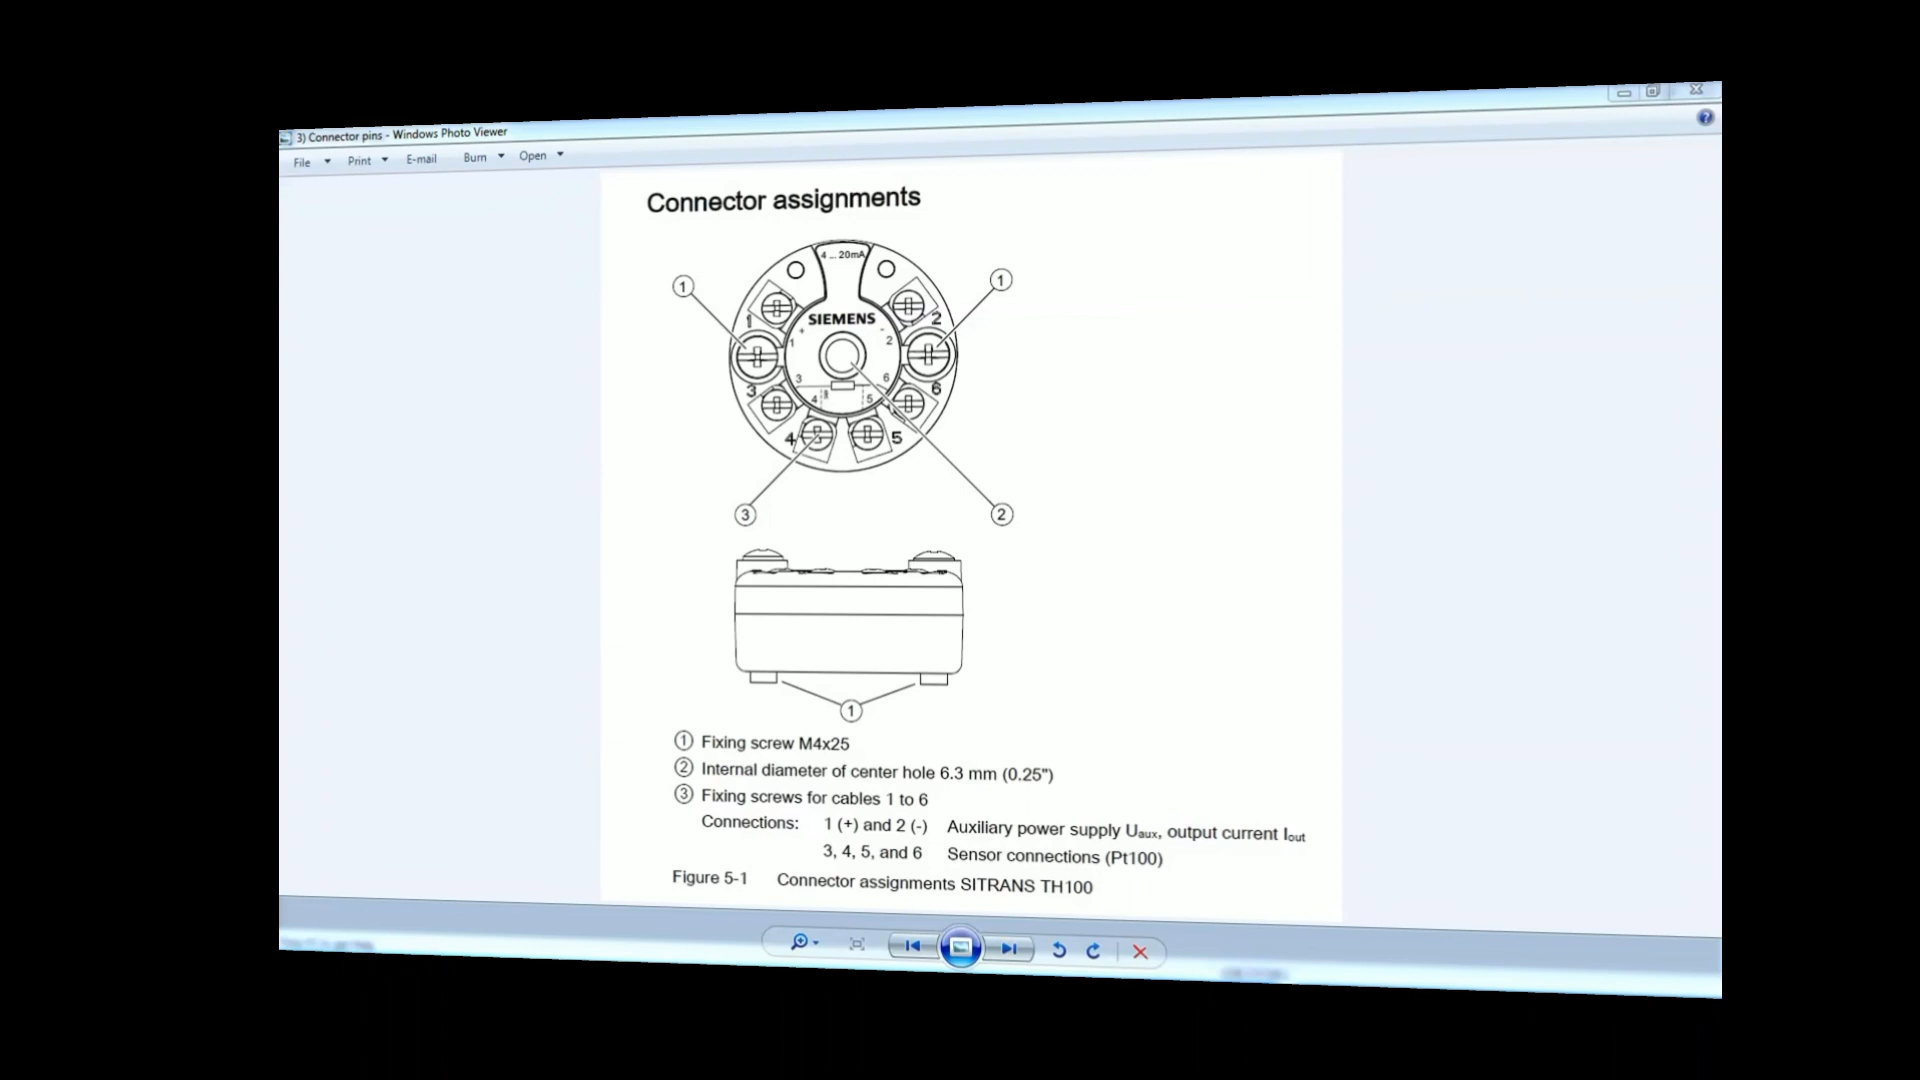 3) Connector pins - Windows Photo Viewer
File Print E-mail Burn Open
Connector assignments
4 ... 20mA
1
1
SIEMENS
1
2
+
-
1
2
3
6
3
6
4
5
4
5
3
2
1
① Fixing screw M4x25
② Internal diameter of center hole 6.3 mm (0.25")
③ Fixing screws for cables 1 to 6
Connections: 1 (+) and 2 (-) Auxiliary power supply Uaux, output current Iout
3, 4, 5, and 6 Sensor connections (Pt100)
Figure 5-1 Connector assignments SITRANS TH100